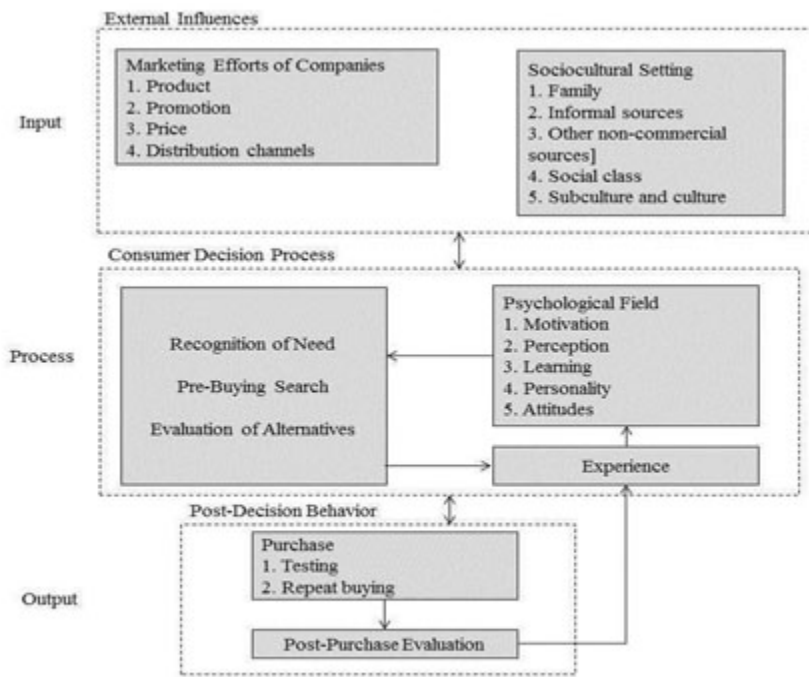 External Influences
Input
Marketing Efforts of Companies
1. Product
2. Promotion
3. Price
4. Distribution channels
Sociocultural Setting
1. Family
2. Informal sources
3. Other non-commercial
sources]
4. Social class
5. Subculture and culture
Consumer Decision Process
Process
Recognition of Need
Pre-Buying Search
Evaluation of Alternatives
Psychological Field
1. Motivation
2. Perception
3. Learning
4. Personality
5. Attitudes
Experience
Post-Decision Behavior
Output
Purchase
1. Testing
2. Repeat buying
Post-Purchase Evaluation